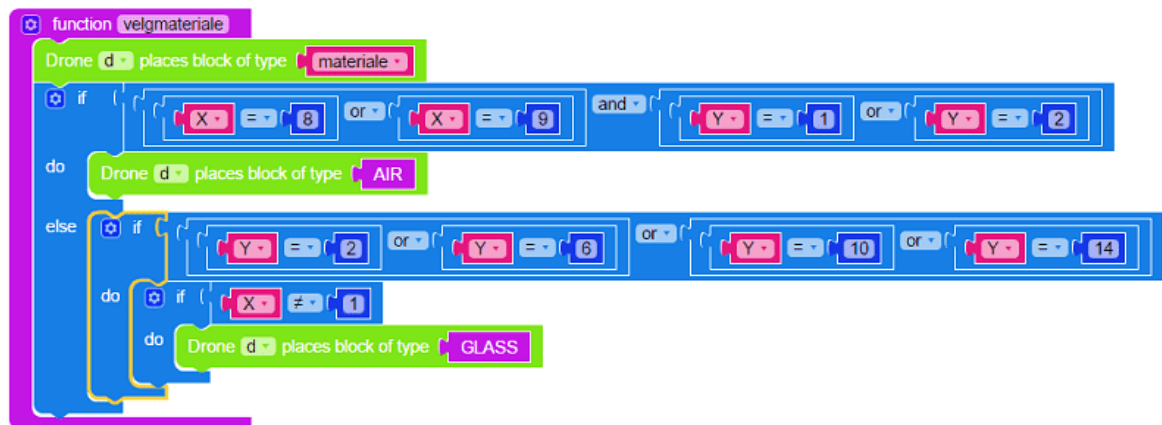 function velgmateriale
Drone d places block of type materiale
if X = 8 or X = 9 and Y = 1 or Y = 2
do Drone d places block of type AIR
else if Y = 2 or Y = 6 or Y = 10 or Y = 14
do if X ≠ 1
do Drone d places block of type GLASS